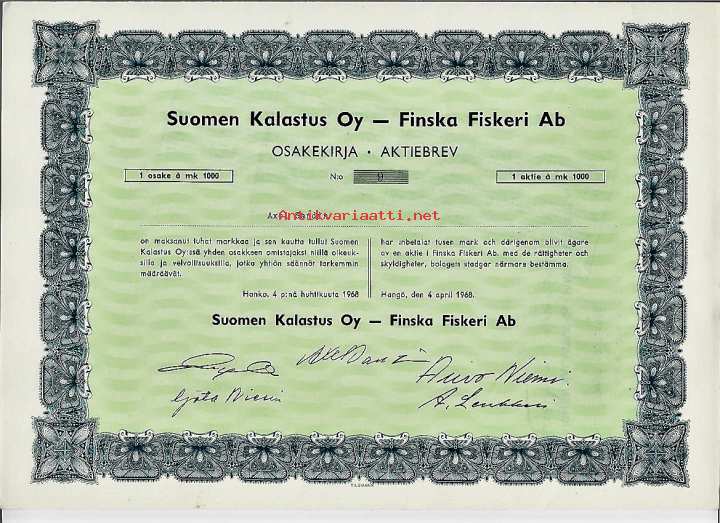 Suomen Kalastus Oy — Finska Fiskeri Ab
OSAKEKIRJA • AKTIEBREV
1 osake à mk 1000
N:o 9
1 aktie à mk 1000
Antikvariaatti.net
on maksanut tuhat markkaa ja sen kautta tullut Suomen
Kalastus Oy:ssä yhden osakkeen omistajaksi niillä oikeuk-
silla ja velvollisuuksilla, jotka yhtiön säännöt tarkemmin
määräävät.
Hanko, 4 p:nä huhtikuuta 1968
har inbetalat tusen mark och därigenom blivit ägare
av en aktie i Finska Fiskeri Ab. med de rättigheter och
skyldigheter, bolagets stadgar närmare bestämma.
Hangö, den 4 april 1968.
Suomen Kalastus Oy — Finska Fiskeri Ab
Niemi